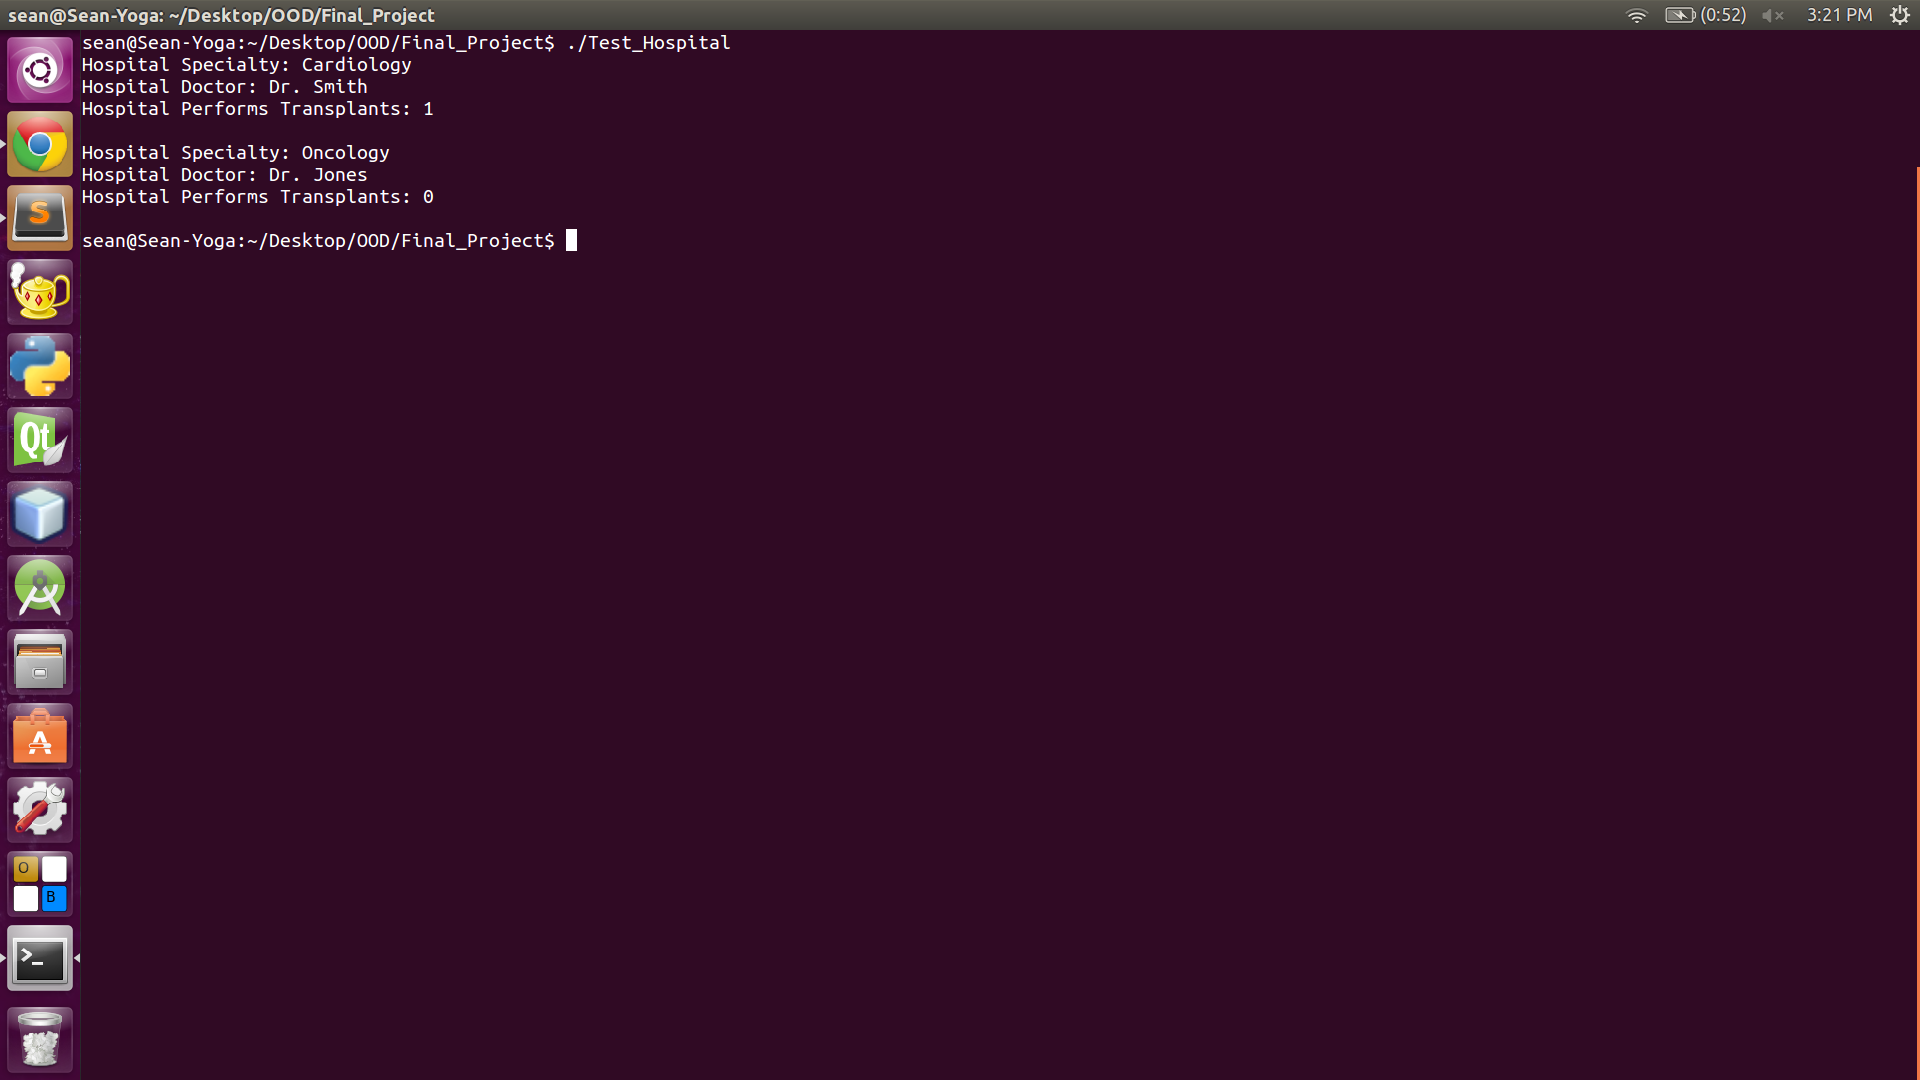 sean@Sean-Yoga: ~/Desktop/OOD/Final_Project
(0:52)
3:21 PM
sean@Sean-Yoga:~/Desktop/OOD/Final_Project$ ./Test_Hospital
Hospital Specialty: Cardiology
Hospital Doctor: Dr. Smith
Hospital Performs Transplants: 1
Hospital Specialty: Oncology
Hospital Doctor: Dr. Jones
Hospital Performs Transplants: 0
sean@Sean-Yoga:~/Desktop/OOD/Final_Project$
S
Qt
A
O
B
>_